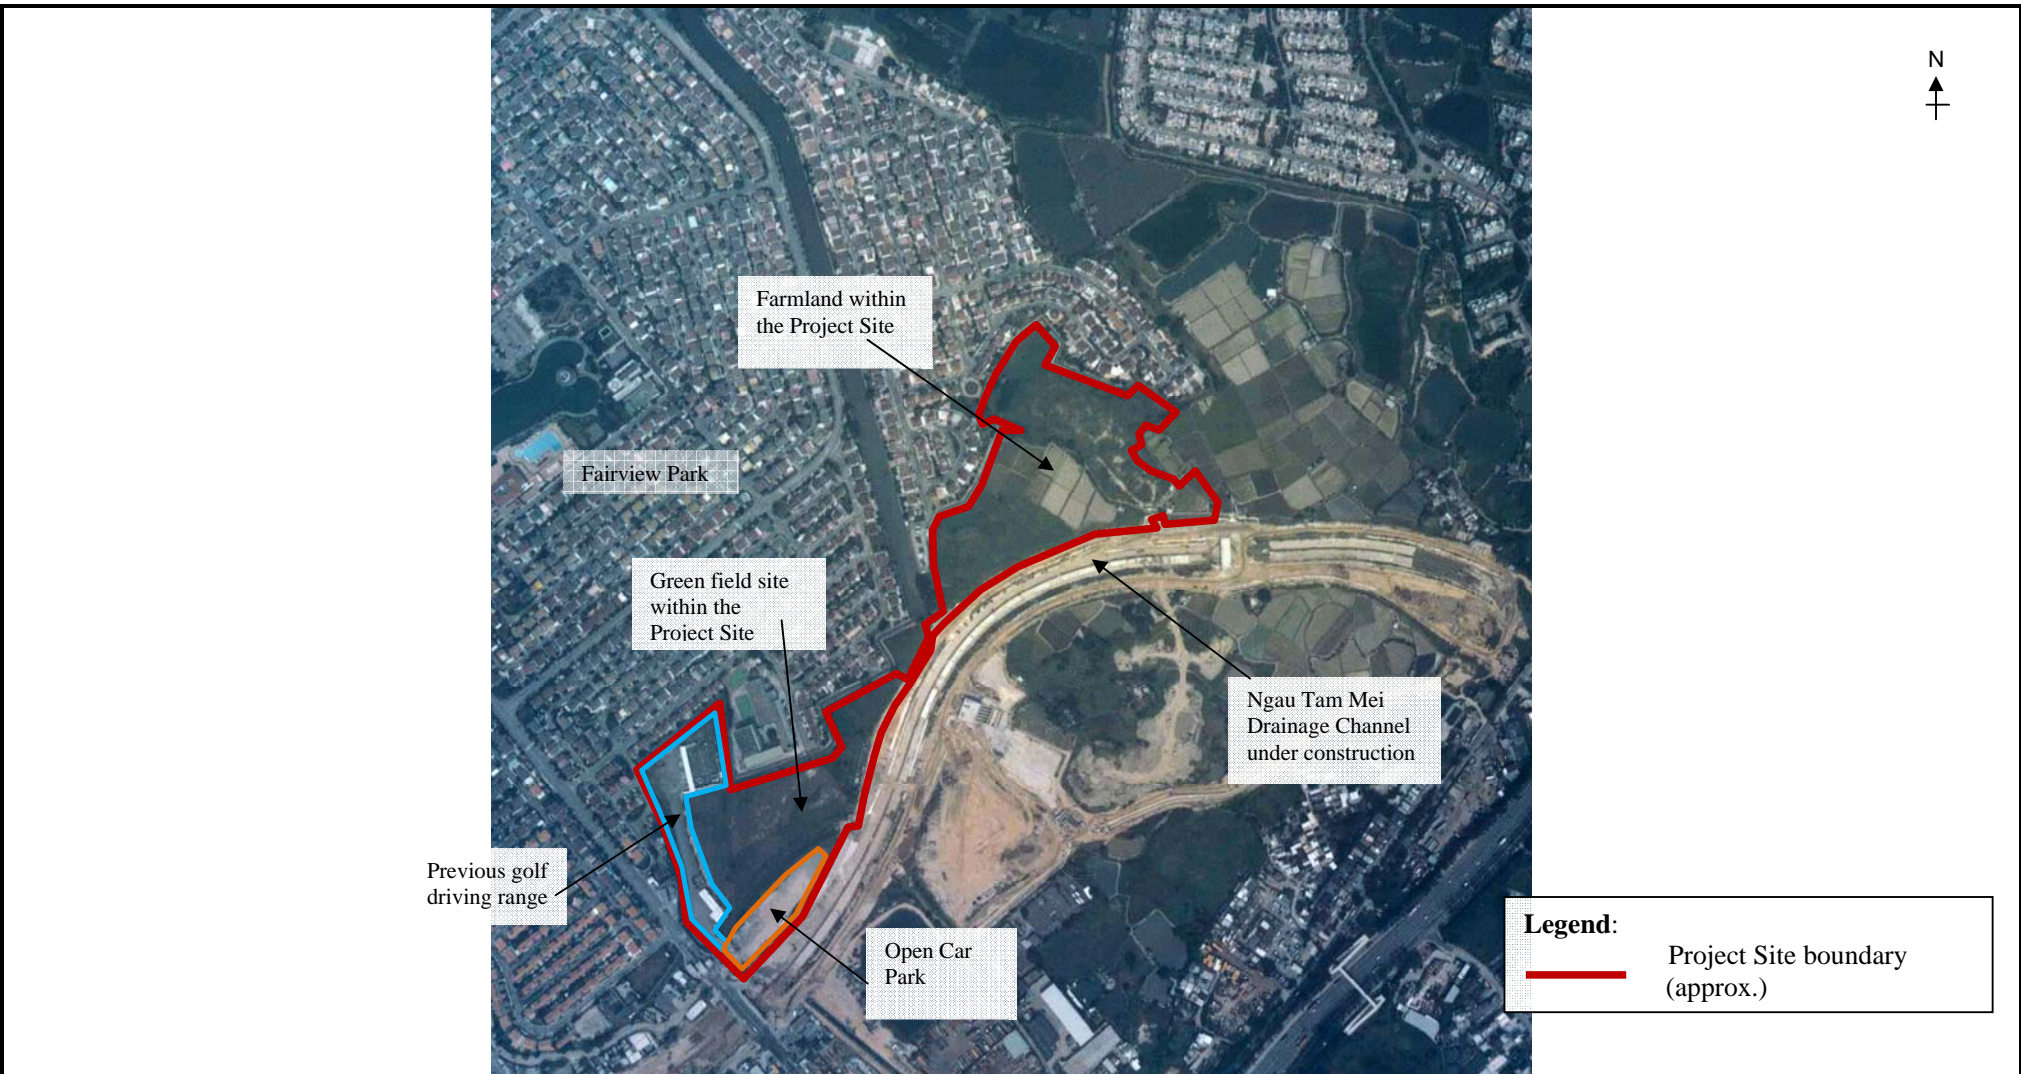 N
Farmland within
the Project Site
Fairview Park
Green field site
within the
Project Site
Ngau Tam Mei
Drainage Channel
under construction
Previous golf
driving range
Open Car
Park
Legend:
Project Site boundary
(approx.)